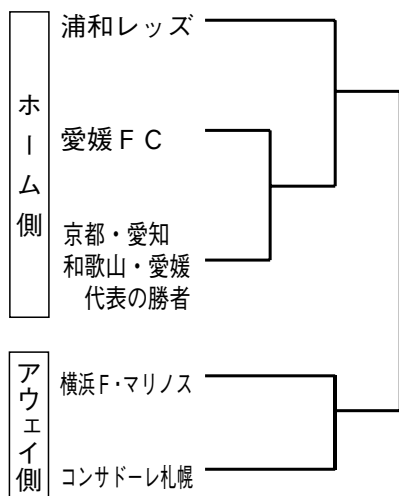 ホーム側
浦和レッズ
愛媛ＦＣ
京都・愛知
和歌山・愛媛
代表の勝者
アウェイ側
横浜Ｆ・マリノス
コンサドーレ札幌